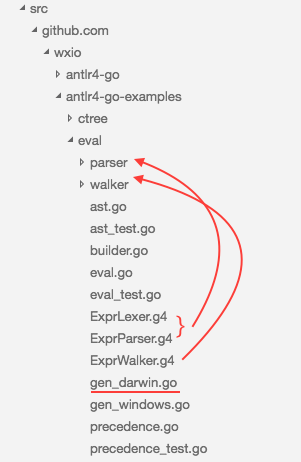 src
github.com
wxio
antlr4-go
antlr4-go-examples
ctree
eval
parser
walker
ast.go
ast_test.go
builder.go
eval.go
eval_test.go
ExprLexer.g4
ExprParser.g4
ExprWalker.g4
gen_darwin.go
gen_windows.go
precedence.go
precedence_test.go